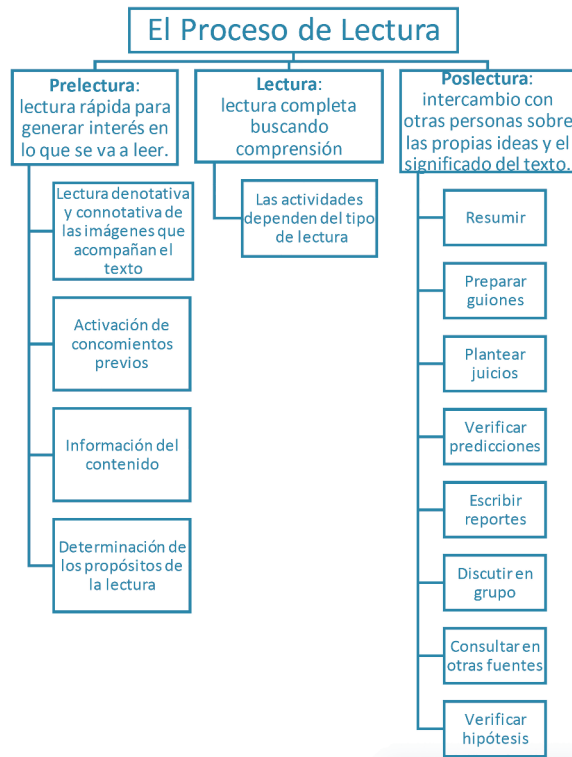 El Proceso de Lectura
Prelectura:
lectura rápida para
generar interés en
lo que se va a leer.
Lectura denotativa
y connotativa de
las imágenes que
acompañan el
texto
Activación de
concomientos
previos
Información del
contenido
Determinación de
los propósitos de
la lectura
Lectura:
lectura completa
buscando
comprensión
Las actividades
dependen del tipo
de lectura
Poslectura:
intercambio con
otras personas sobre
las propias ideas y el
significado del texto.
Resumir
Preparar
guiones
Plantear
juicios
Verificar
predicciones
Escribir
reportes
Discutir en
grupo
Consultar en
otras fuentes
Verificar
hipótesis